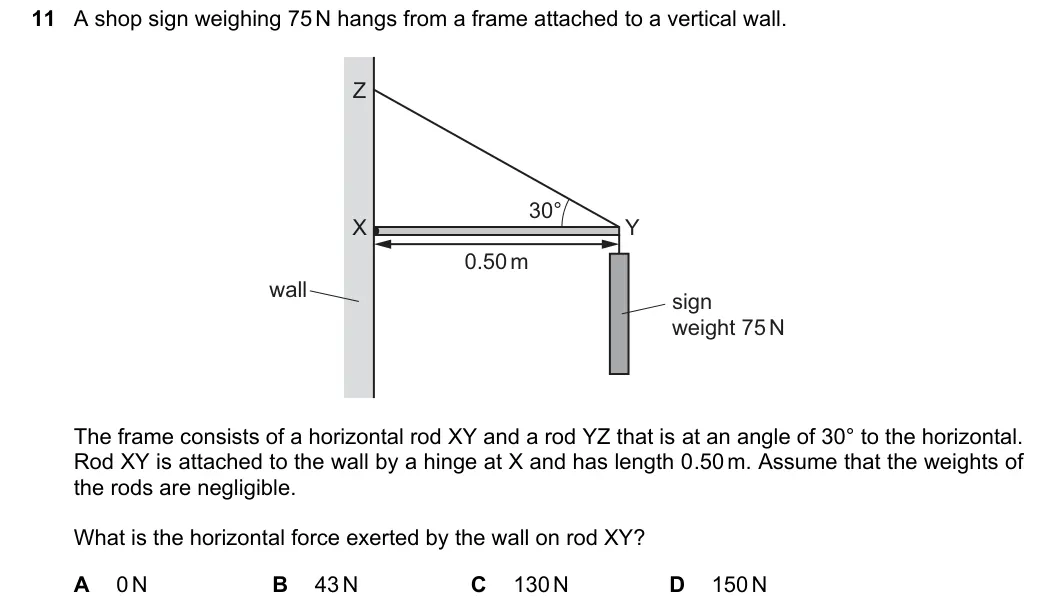 11 A shop sign weighing 75 N hangs from a frame attached to a vertical wall.
Z
30°
X
Y
0.50 m
wall
sign
weight 75 N
The frame consists of a horizontal rod XY and a rod YZ that is at an angle of 30° to the horizontal.
Rod XY is attached to the wall by a hinge at X and has length 0.50 m. Assume that the weights of
the rods are negligible.
What is the horizontal force exerted by the wall on rod XY?
A 0 N B 43 N C 130 N D 150 N